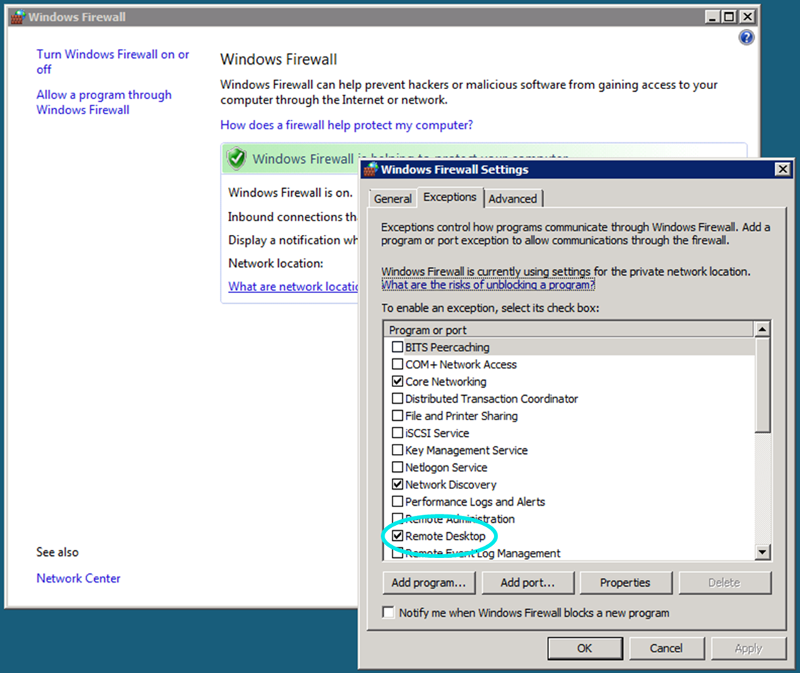 Windows Firewall
Turn Windows Firewall on or
off
Allow a program through
Windows Firewall
Windows Firewall
Windows Firewall can help prevent hackers or malicious software from gaining access to your
computer through the Internet or network.
How does a firewall help protect my computer?
Windows Firewall is helping to protect your computer
Windows Firewall is on.
Inbound connections tha
Display a notification wh
Network location:
What are network locatio
See also
Network Center
Windows Firewall Settings
General
Exceptions
Advanced
Exceptions control how programs communicate through Windows Firewall. Add a
program or port exception to allow communications through the firewall.
Windows Firewall is currently using settings for the private network location.
What are the risks of unblocking a program?
To enable an exception, select its check box:
Program or port
BITS Peercaching
COM+ Network Access
Core Networking
Distributed Transaction Coordinator
File and Printer Sharing
iSCSI Service
Key Management Service
Netlogon Service
Network Discovery
Performance Logs and Alerts
Remote Administration
Remote Desktop
Remote Event Log Management
Add program...
Add port...
Properties
Delete
Notify me when Windows Firewall blocks a new program
OK
Cancel
Apply